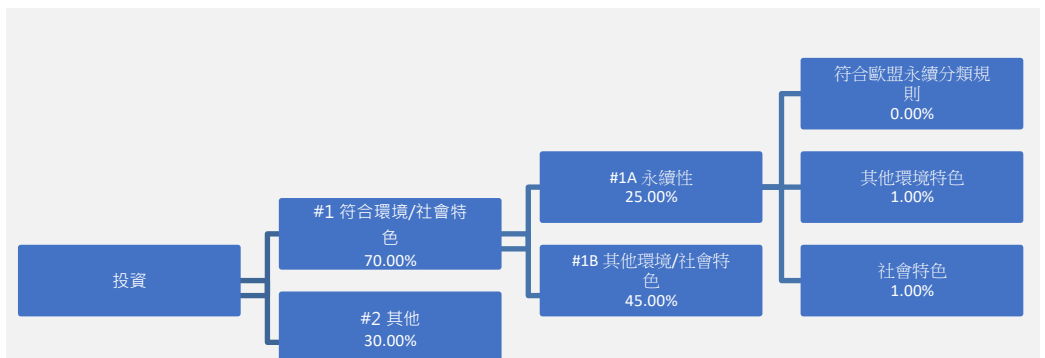 投資
#1 符合環境/社會特
色
70.00%
#2 其他
30.00%
#1A 永續性
25.00%
#1B 其他環境/社會特
色
45.00%
符合歐盟永續分類規
則
0.00%
其他環境特色
1.00%
社會特色
1.00%